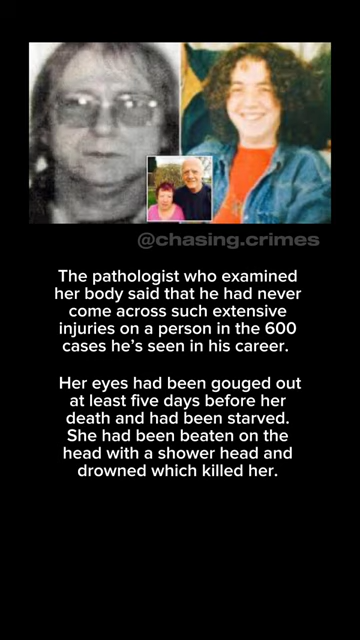 @chasing.crimes
The pathologist who examined
her body said that he had never
come across such extensive
injuries on a person in the 600
cases he’s seen in his career.
Her eyes had been gouged out
at least five days before her
death and had been starved.
She had been beaten on the
head with a shower head and
drowned which killed her.